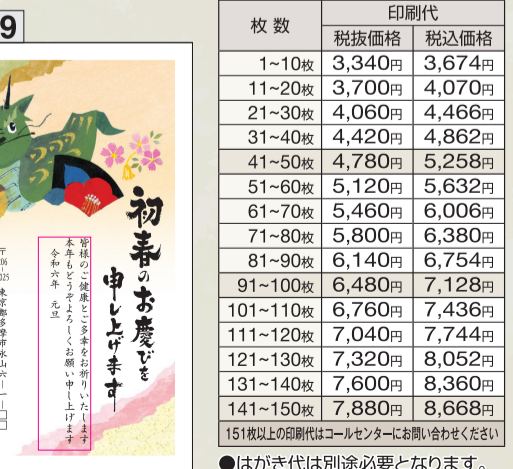 9
初春のお慶びを
申し上げます
皆様のご健康とご多幸をお祈りいたします
本年もどうぞよろしくお願い申し上げます
令和六年 元旦
東京都多摩市永山六ー一ー
枚数 印刷代
税抜価格 税込価格
1~10枚 3,340円 3,674円
11~20枚 3,700円 4,070円
21~30枚 4,060円 4,466円
31~40枚 4,420円 4,862円
41~50枚 4,780円 5,258円
51~60枚 5,120円 5,632円
61~70枚 5,460円 6,006円
71~80枚 5,800円 6,380円
81~90枚 6,140円 6,754円
91~100枚 6,480円 7,128円
101~110枚 6,760円 7,436円
111~120枚 7,040円 7,744円
121~130枚 7,320円 8,052円
131~140枚 7,600円 8,360円
141~150枚 7,880円 8,668円
151枚以上の印刷代はコールセンターにお問い合わせください
●はがき代は別途必要となります。